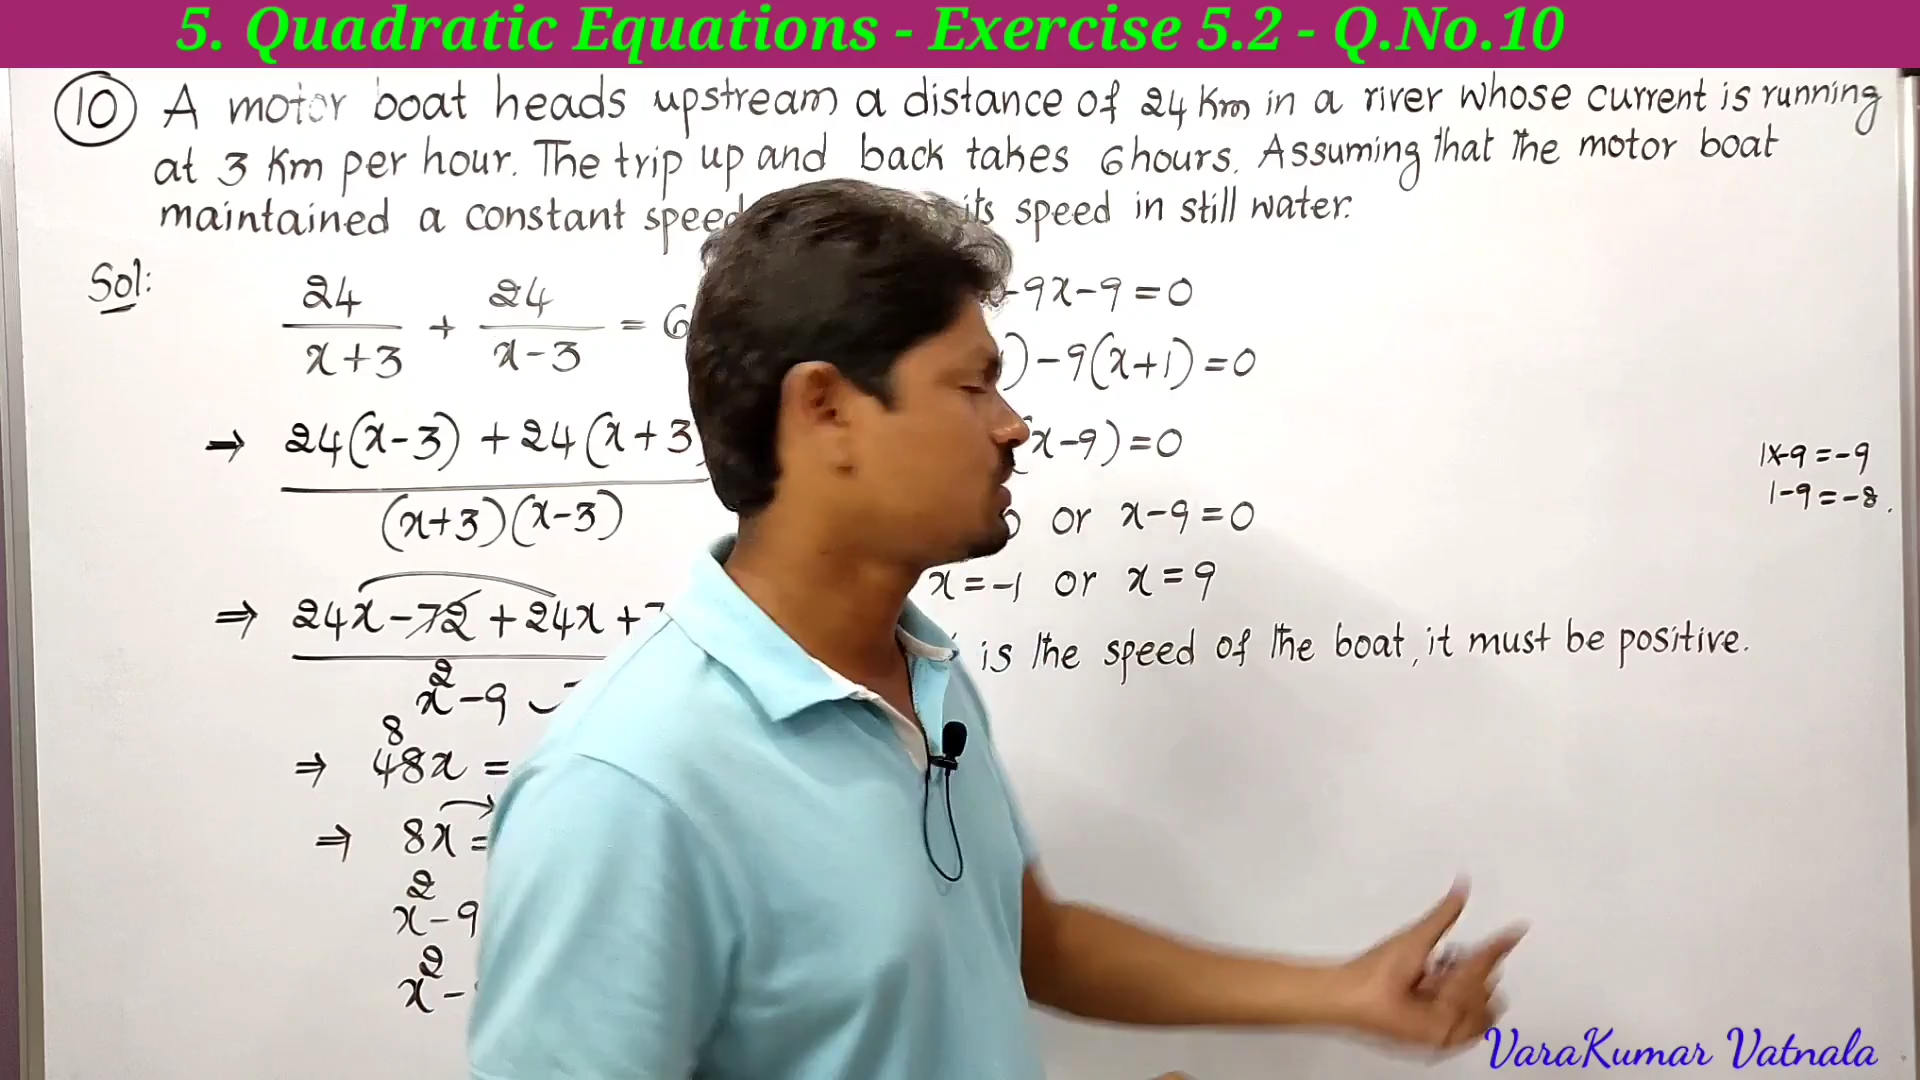 5. Quadratic Equations - Exercise 5.2 - Q.No.10
10 A motor boat heads upstream a distance of 24 Km in a river whose current is running
at 3 Km per hour. The trip up and back takes 6 hours. Assuming that the motor boat
maintained a constant speed its speed in still water.
Sol:
24/(x+3) + 24/(x-3) = 6
⇒ 24(x-3) + 24(x+3
(x+3)(x-3)
⇒ 24x - 72 + 24x +
x² - 9
8
⇒ 48x =
⇒ 8x =
x² - 9
x² -
- 9x - 9 = 0
) - 9(x+1) = 0
(x-9) = 0
or x-9 = 0
x = -1 or x = 9
is the speed of the boat, it must be positive.
1x-9 = -9
1-9 = -8.
VaraKumar Vatnala